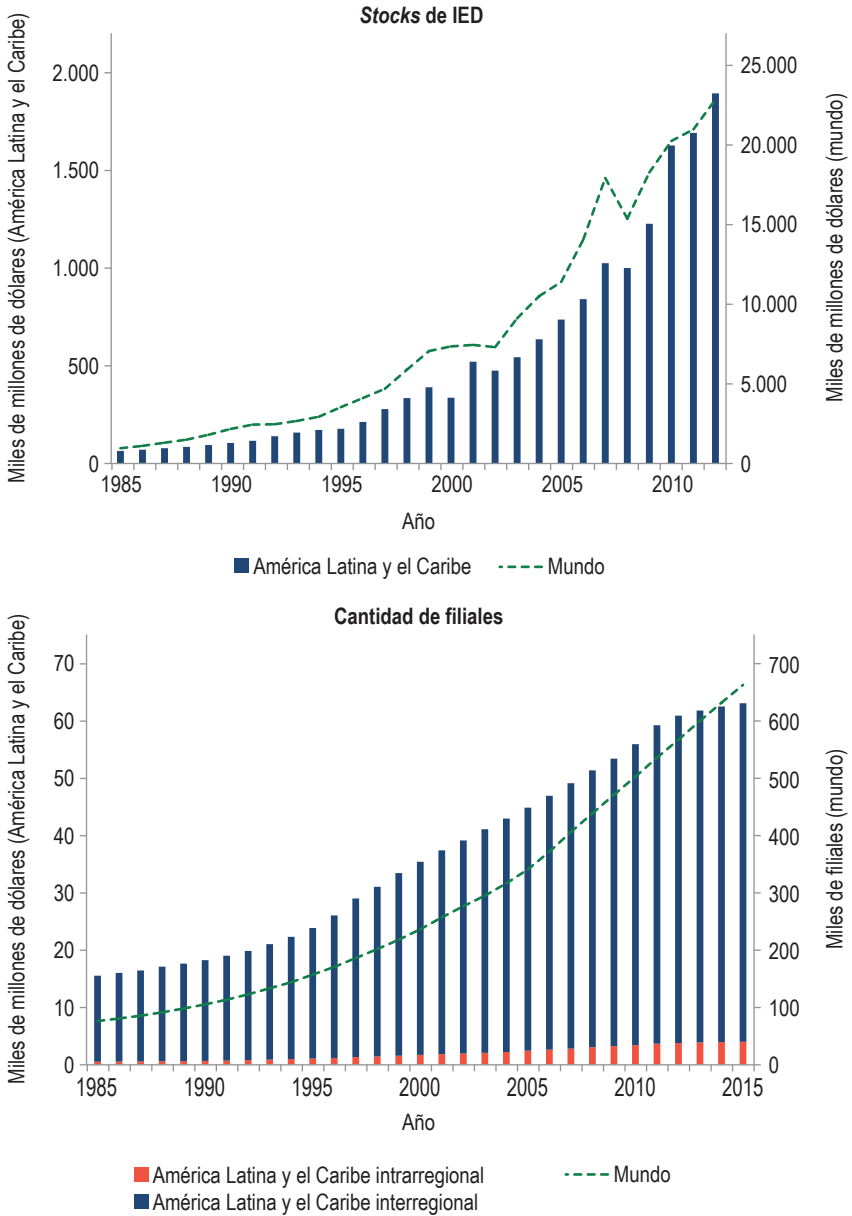 Stocks de IED
Miles de millones de dólares (América Latina y el Caribe)
2.000
1.500
1.000
500
0
25.000
20.000
15.000
10.000
5.000
0
Miles de millones de dólares (mundo)
1985 1990 1995 2000 2005 2010
Año
América Latina y el Caribe Mundo
Cantidad de filiales
Miles de millones de dólares (América Latina y el Caribe)
70
60
50
40
30
20
10
0
700
600
500
400
300
200
100
0
Miles de filiales (mundo)
1985 1990 1995 2000 2005 2010 2015
Año
América Latina y el Caribe intrarregional Mundo
América Latina y el Caribe interregional